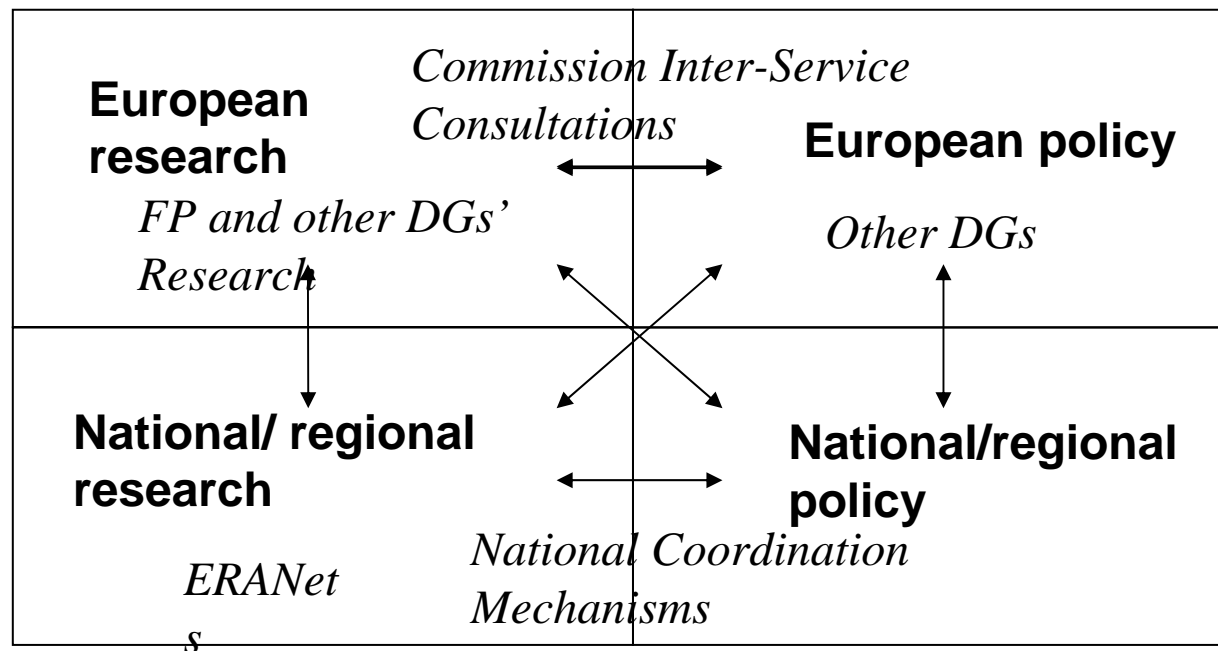 Commission Inter-Service
Consultations
European
research
European policy
FP and other DGs’
Research
Other DGs
National/ regional
research
National/regional
policy
National Coordination
Mechanisms
ERANet
s